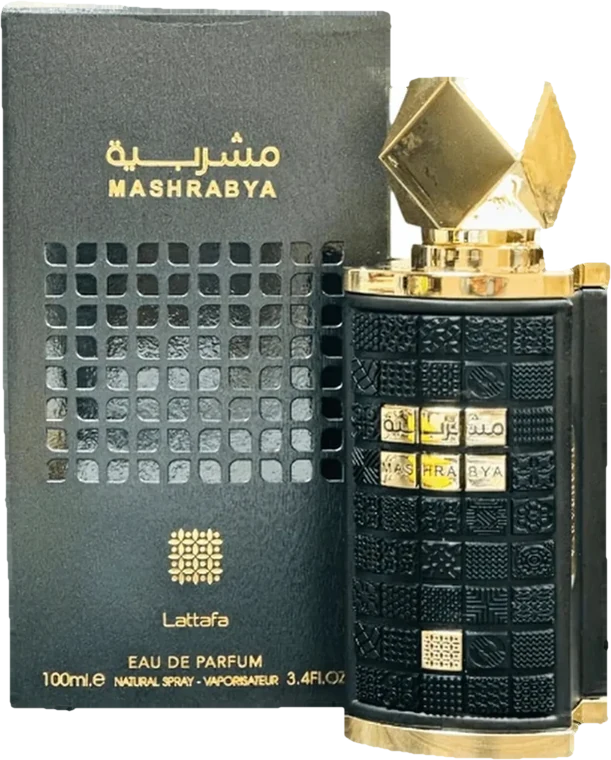 مشربية
MASHRABYA
Lattafa
EAU DE PARFUM
100ml.e NATURAL SPRAY - VAPORISATEUR 3.4FL.OZ
مشربية
MASHRABYA